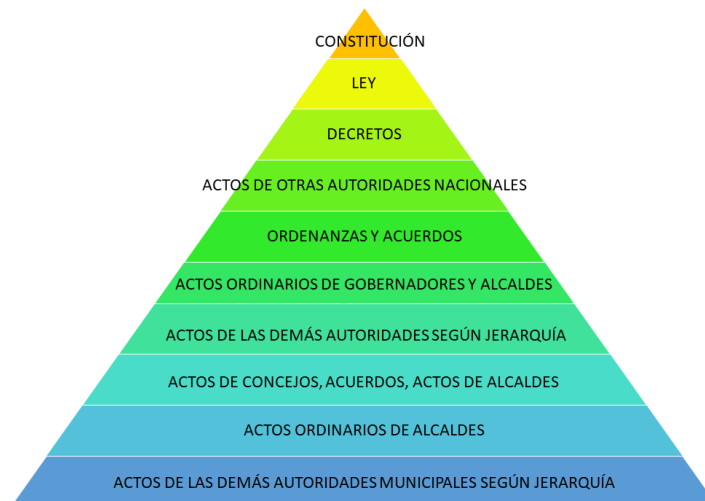 CONSTITUCIÓN
LEY
DECRETOS
ACTOS DE OTRAS AUTORIDADES NACIONALES
ORDENANZAS Y ACUERDOS
ACTOS ORDINARIOS DE GOBERNADORES Y ALCALDES
ACTOS DE LAS DEMÁS AUTORIDADES SEGÚN JERARQUÍA
ACTOS DE CONCEJOS, ACUERDOS, ACTOS DE ALCALDES
ACTOS ORDINARIOS DE ALCALDES
ACTOS DE LAS DEMÁS AUTORIDADES MUNICIPALES SEGÚN JERARQUÍA